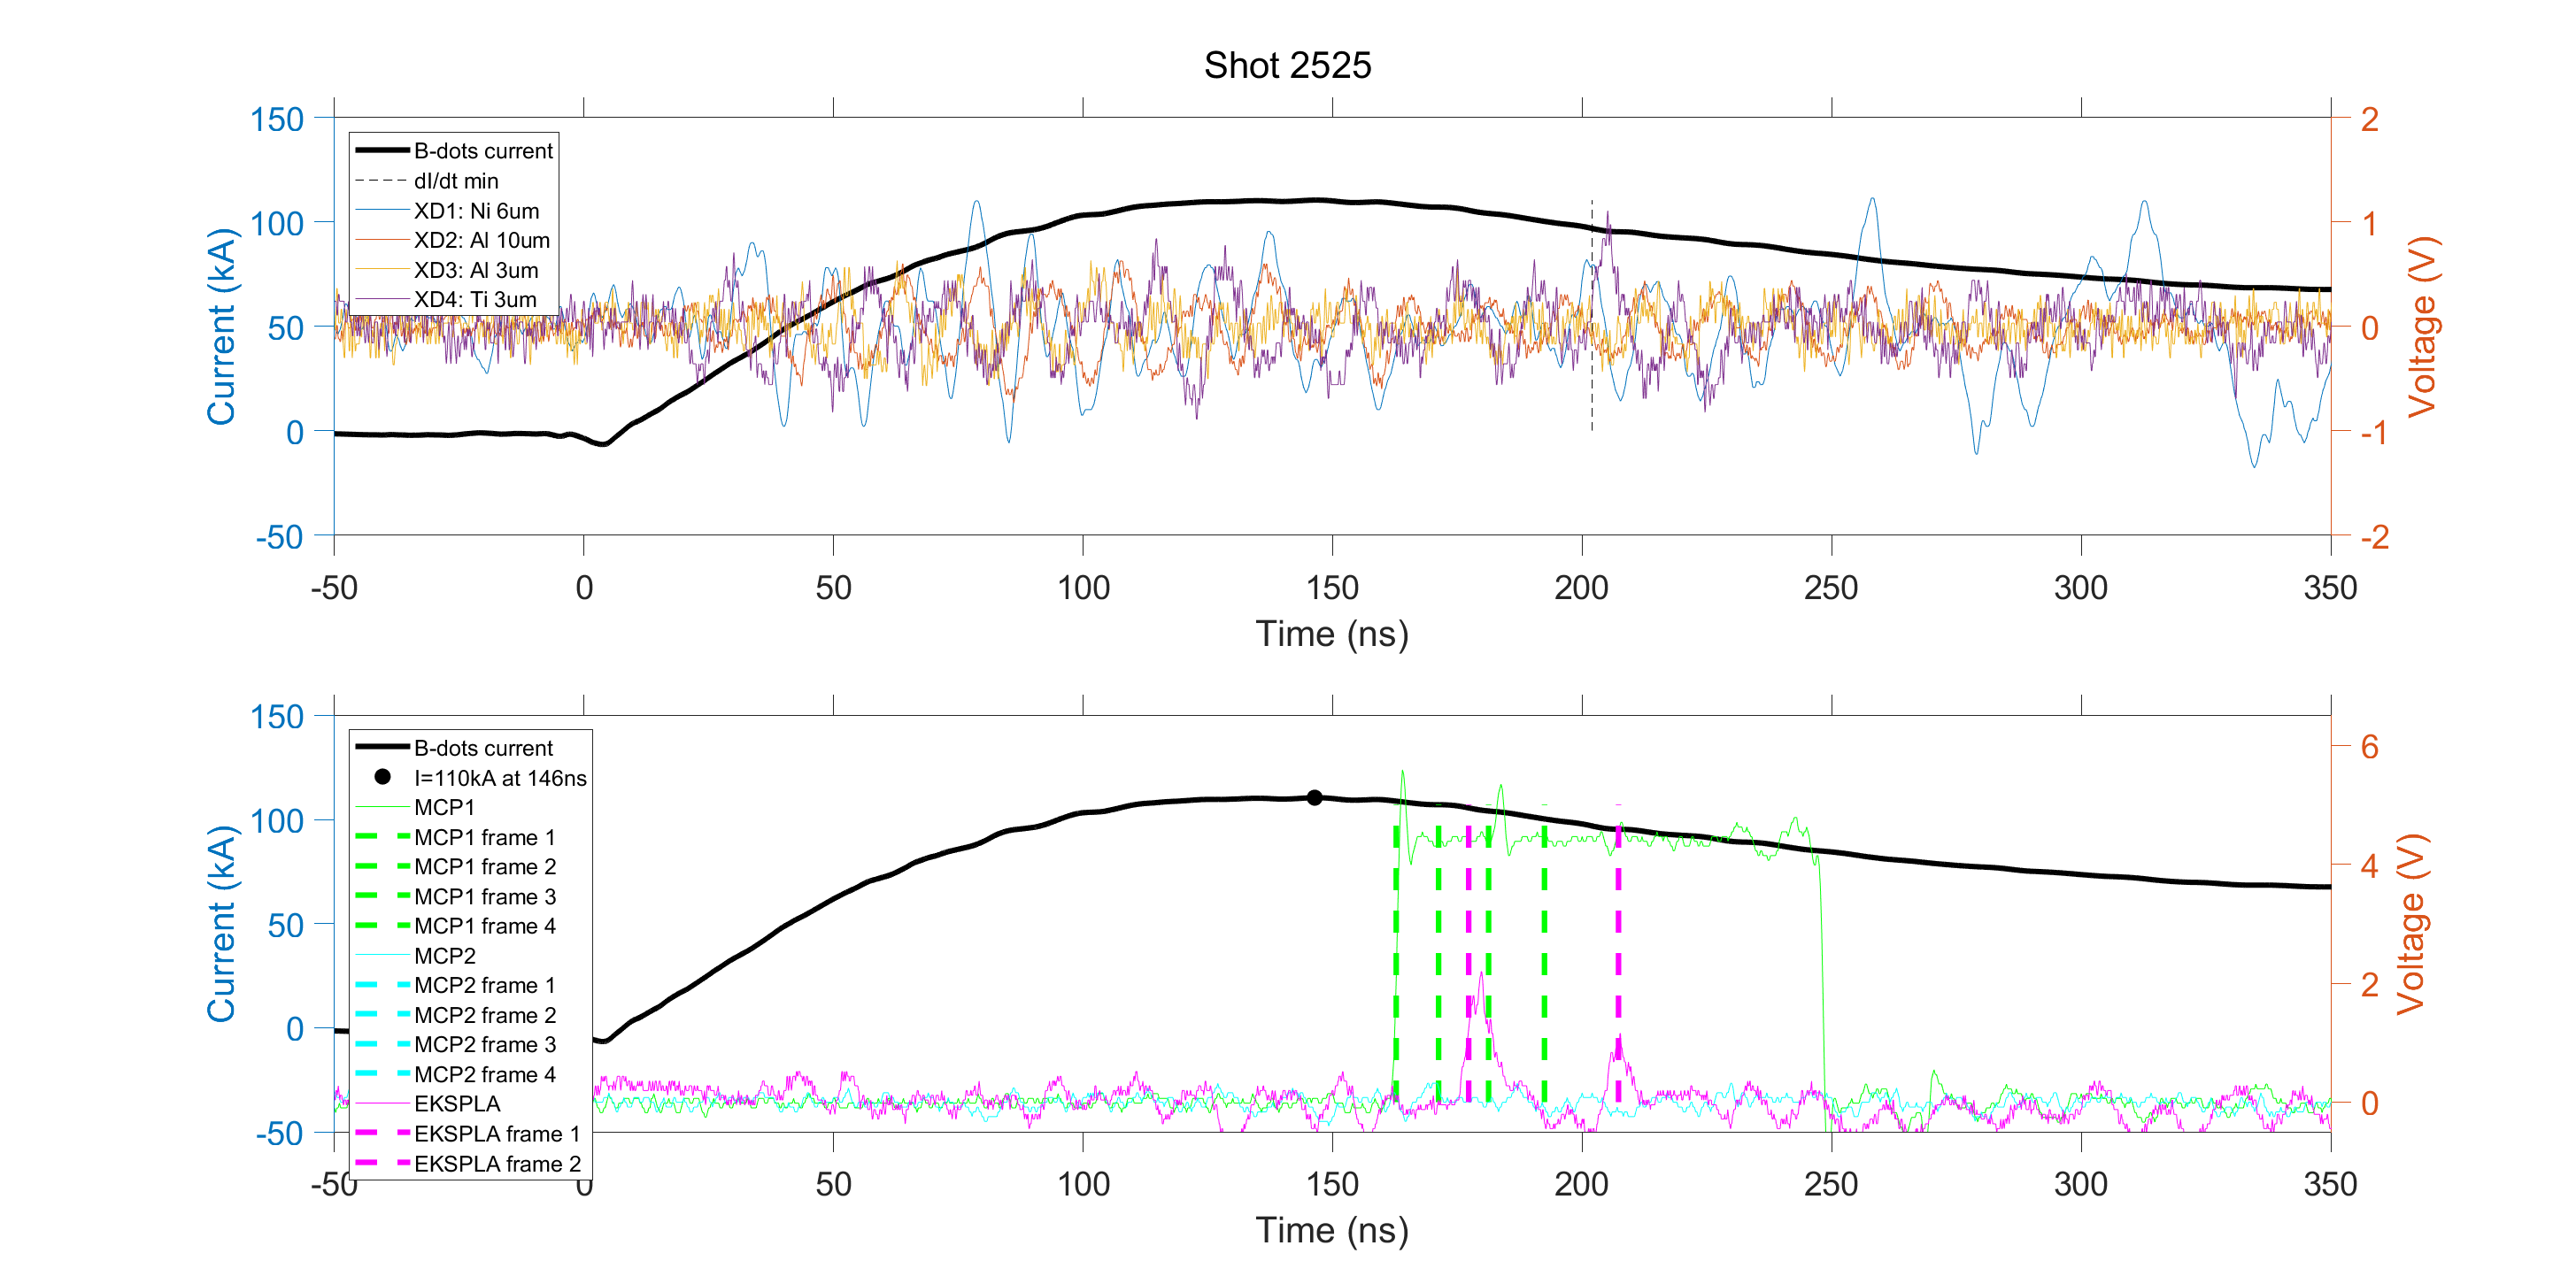 Shot 2525
150
100
50
0
-50
Current (kA)
B-dots current
dI/dt min
XD1: Ni 6um
XD2: Al 10um
XD3: Al 3um
XD4: Ti 3um
2
1
0
-1
-2
Voltage (V)
-50 0 50 100 150 200 250 300 350
Time (ns)
150
100
50
0
-50
Current (kA)
B-dots current
I=110kA at 146ns
MCP1
MCP1 frame 1
MCP1 frame 2
MCP1 frame 3
MCP1 frame 4
MCP2
MCP2 frame 1
MCP2 frame 2
MCP2 frame 3
MCP2 frame 4
EKSPLA
EKSPLA frame 1
EKSPLA frame 2
6
4
2
0
Voltage (V)
-50 0 50 100 150 200 250 300 350
Time (ns)